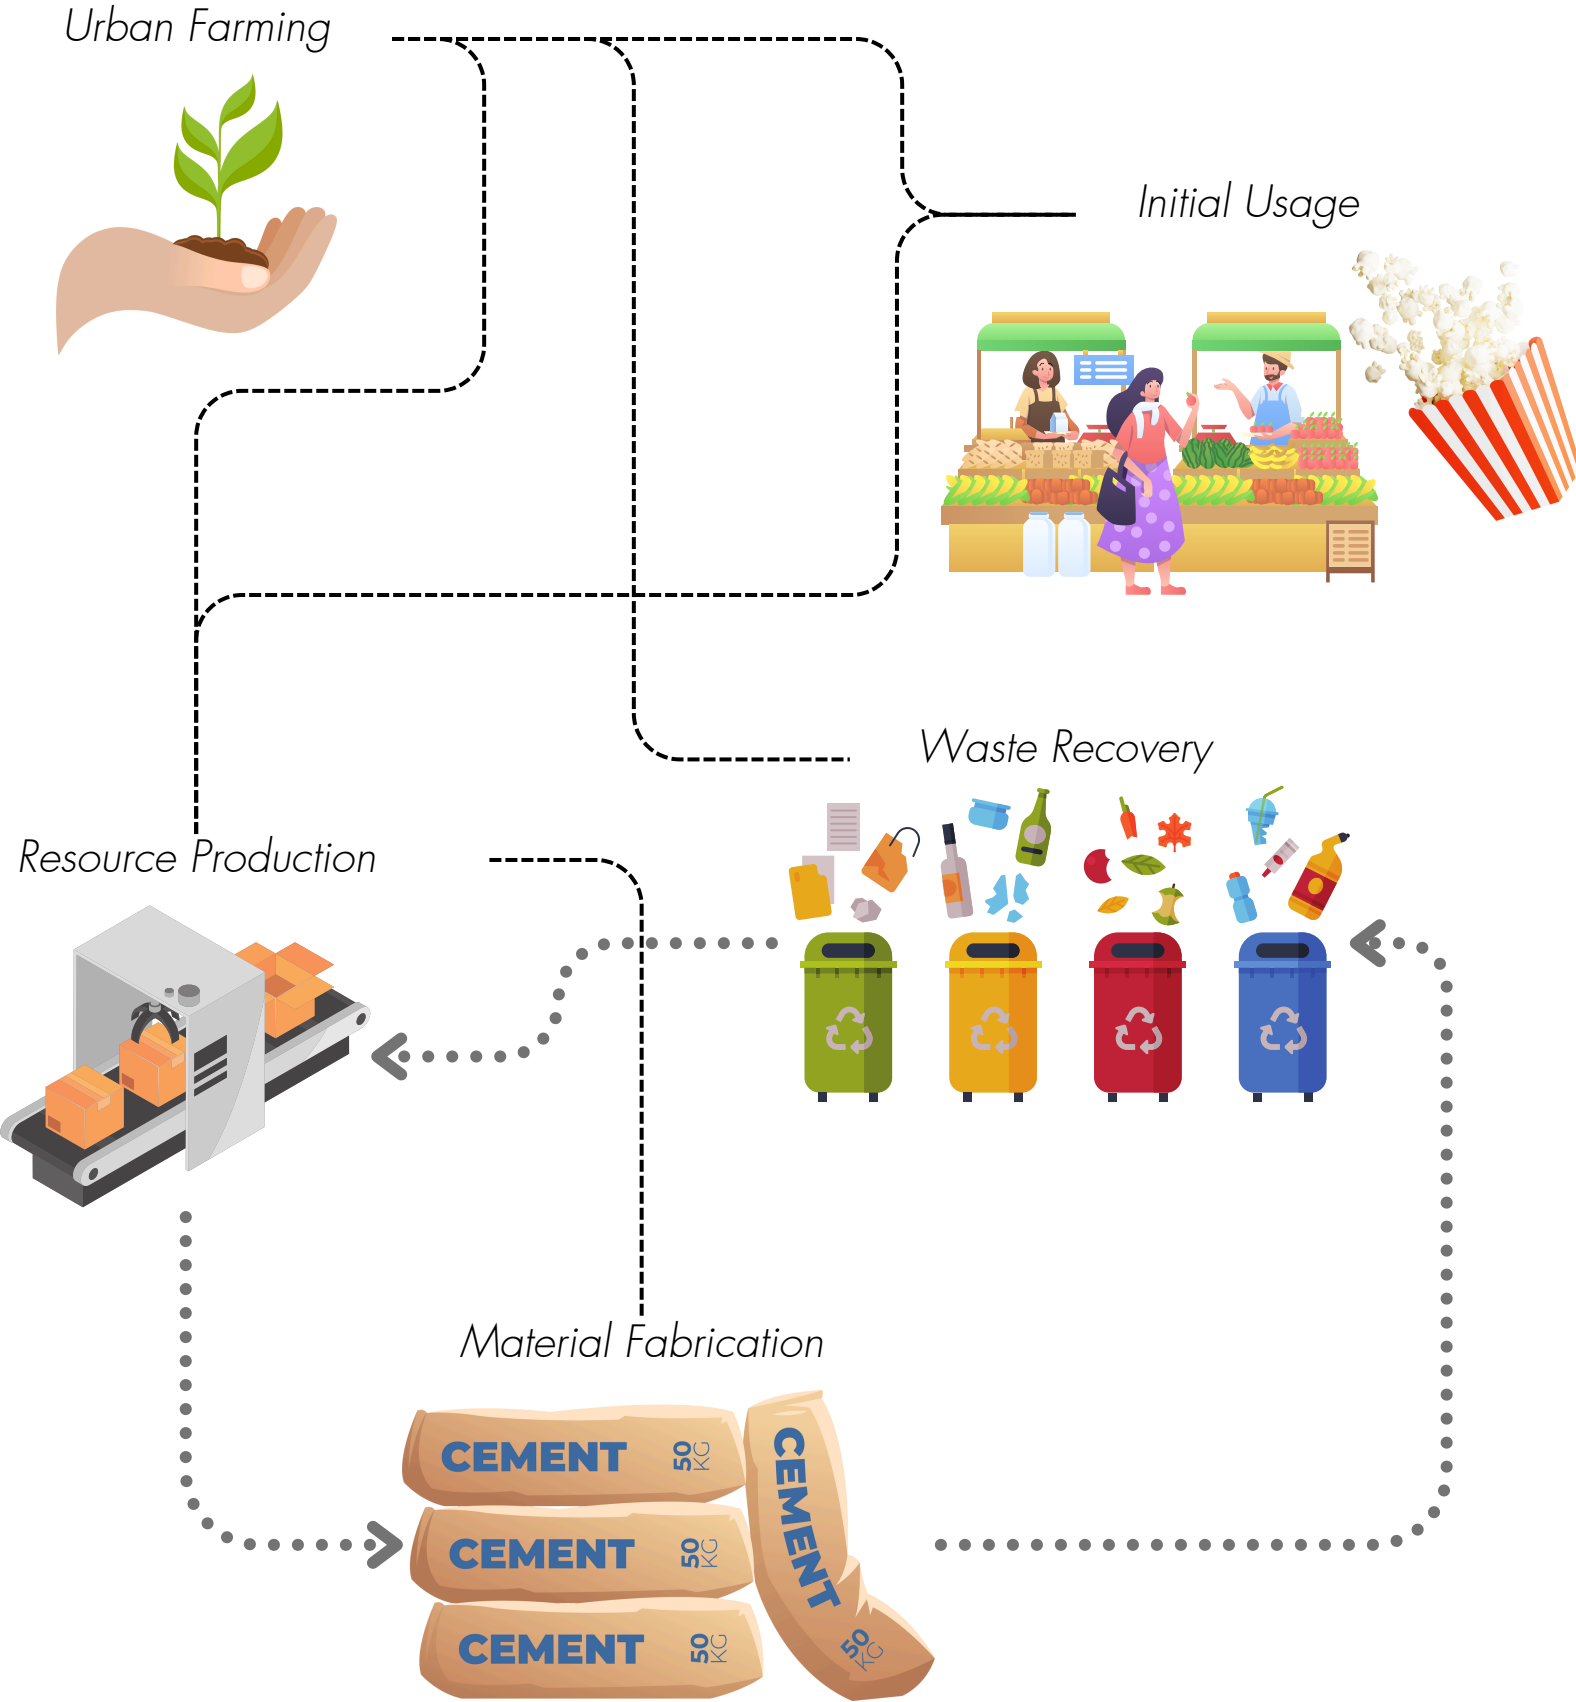 Urban Farming
Initial Usage
Waste Recovery
Resource Production
Material Fabrication
CEMENT 50 KG
CEMENT 50 KG
CEMENT 50 KG
CEMENT 50 KG